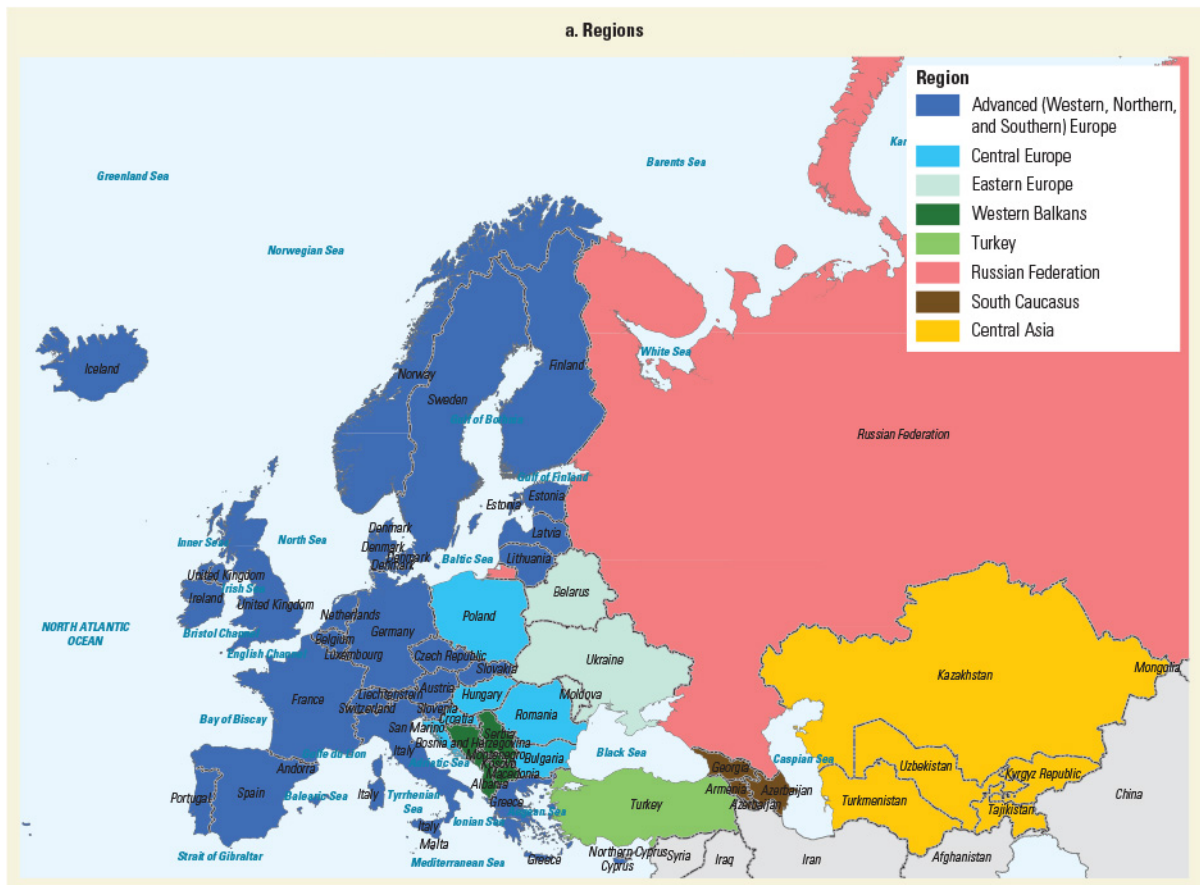 a. Regions
Region
Advanced (Western, Northern,
and Southern) Europe
Central Europe
Eastern Europe
Western Balkans
Turkey
Russian Federation
South Caucasus
Central Asia
Greenland Sea
Barents Sea
Norwegian Sea
White Sea
Iceland
Norway
Finland
Sweden
Russian Federation
Gulf of Finland
Estonia
Estonia
Denmark
Latvia
Inner Seas
North Sea
Denmark
Denmark
Denmark
Baltic Sea
Lithuania
United Kingdom
Irish Sea
Belarus
Ireland
United Kingdom
Netherlands
Poland
NORTH ATLANTIC
OCEAN
Bristol Channel
Germany
Belgium
English Channel
Luxembourg
Czech Republic
Ukraine
Slovakia
Mongolia
Kazakhstan
France
Liechtenstein
Austria
Hungary
Moldova
Switzerland
Slovenia
Romania
Bay of Biscay
Croatia
San Marino
Serbia
Bosnia and Herzegovina
Italy
Black Sea
Montenegro
Kosovo
Bulgaria
Caspian Sea
Uzbekistan
Andorra
Macedonia
Georgia
Kyrgyz Republic
Albania
Portugal
Spain
Balearic Sea
Italy
Tyrrhenian
Sea
Greece
Turkey
Armenia
Azerbaijan
Azerbaijan
Turkmenistan
Tajikistan
China
Italy
Ionian Sea
Malta
Strait of Gibraltar
Mediterranean Sea
Greece
Northern Cyprus
Cyprus
Syria
Iraq
Iran
Afghanistan